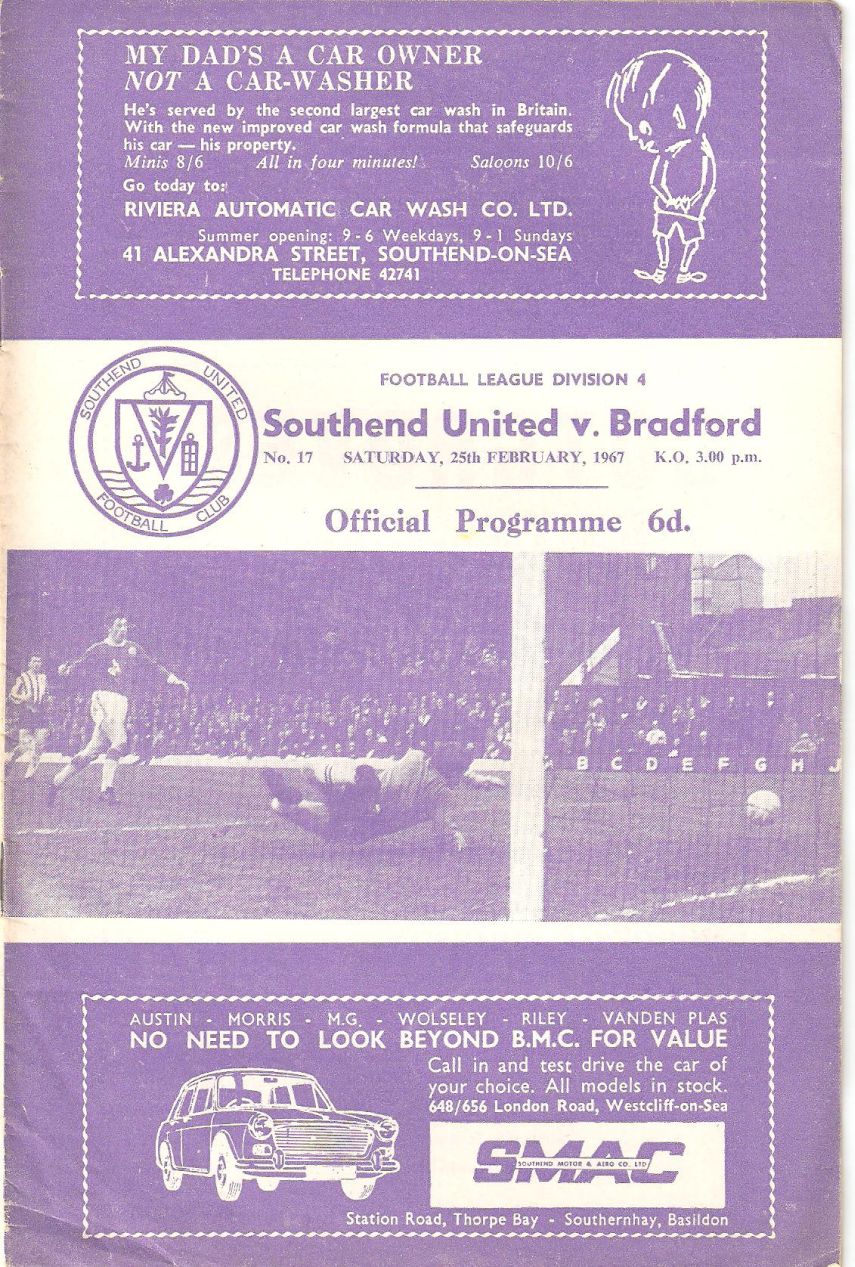 MY DAD'S A CAR OWNER
NOT A CAR-WASHER
He's served by the second largest car wash in Britain.
With the new improved car wash formula that safeguards
his car — his property.
Minis 8/6 All in four minutes! Saloons 10/6
Go today to:
RIVIERA AUTOMATIC CAR WASH CO. LTD.
Summer opening: 9-6 Weekdays, 9-1 Sundays
41 ALEXANDRA STREET, SOUTHEND-ON-SEA
TELEPHONE 42741
SOUTHEND UNITED
FOOTBALL CLUB
FOOTBALL LEAGUE DIVISION 4
Southend United v. Bradford
No. 17 SATURDAY, 25th FEBRUARY, 1967 K.O. 3.00 p.m.
Official Programme 6d.
B C D E F G H J
AUSTIN - MORRIS - M.G. - WOLSELEY - RILEY - VANDEN PLAS
NO NEED TO LOOK BEYOND B.M.C. FOR VALUE
Call in and test drive the car of
your choice. All models in stock.
648/656 London Road, Westcliff-on-Sea
SMAC
SOUTHEND MOTOR & AERO CO. LTD
Station Road, Thorpe Bay - Southernhay, Basildon